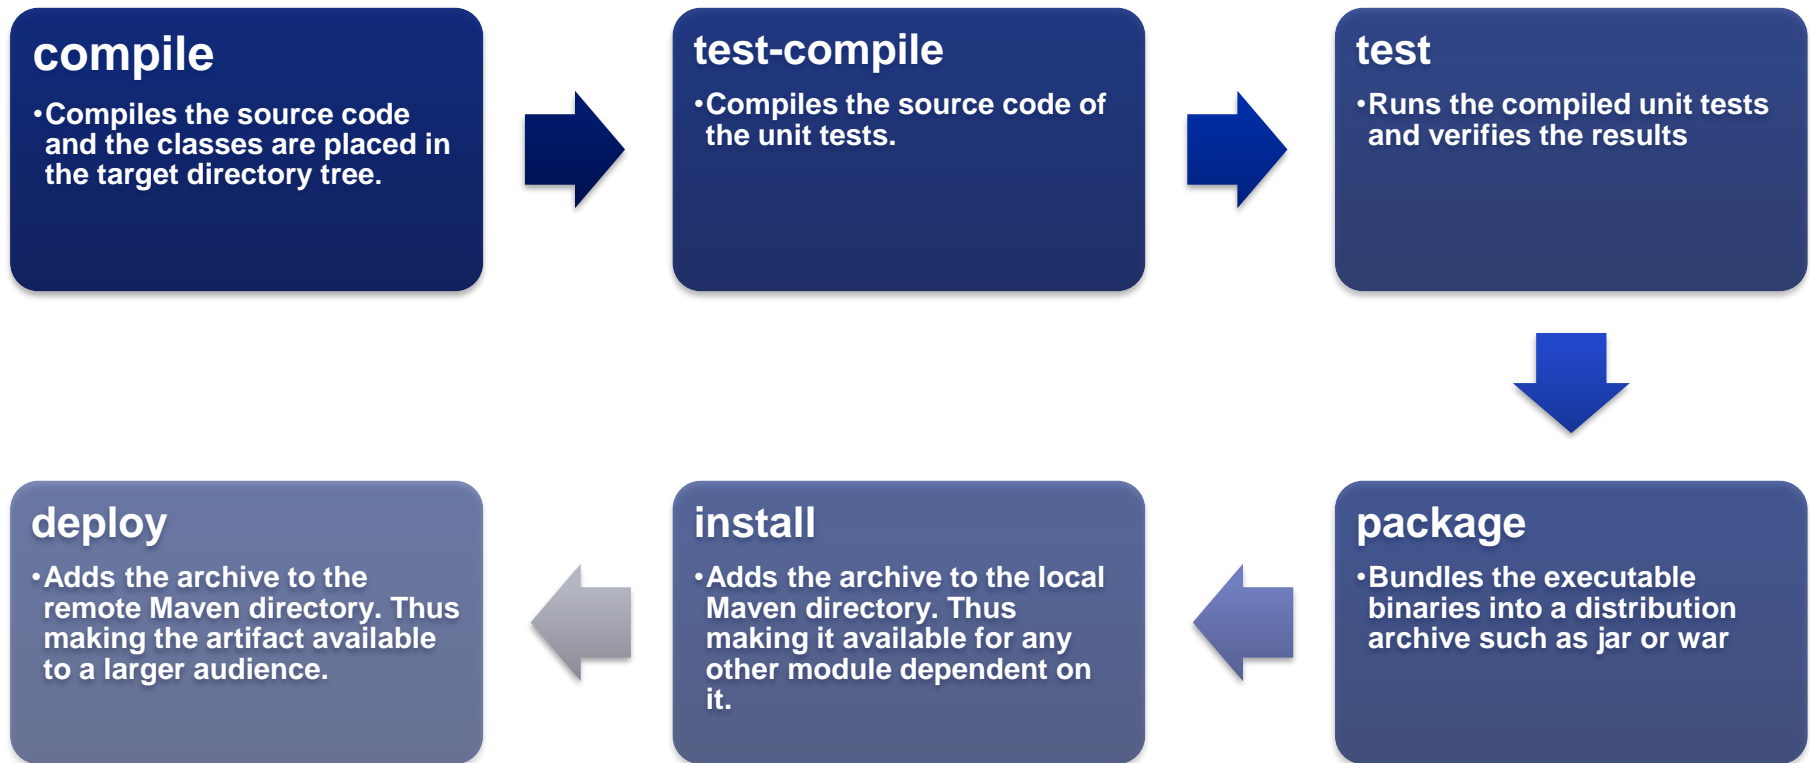 compile
•Compiles the source code
and the classes are placed in
the target directory tree.
test-compile
•Compiles the source code of
the unit tests.
test
•Runs the compiled unit tests
and verifies the results
package
•Bundles the executable
binaries into a distribution
archive such as jar or war
install
•Adds the archive to the local
Maven directory. Thus
making it available for any
other module dependent on
it.
deploy
•Adds the archive to the
remote Maven directory. Thus
making the artifact available
to a larger audience.